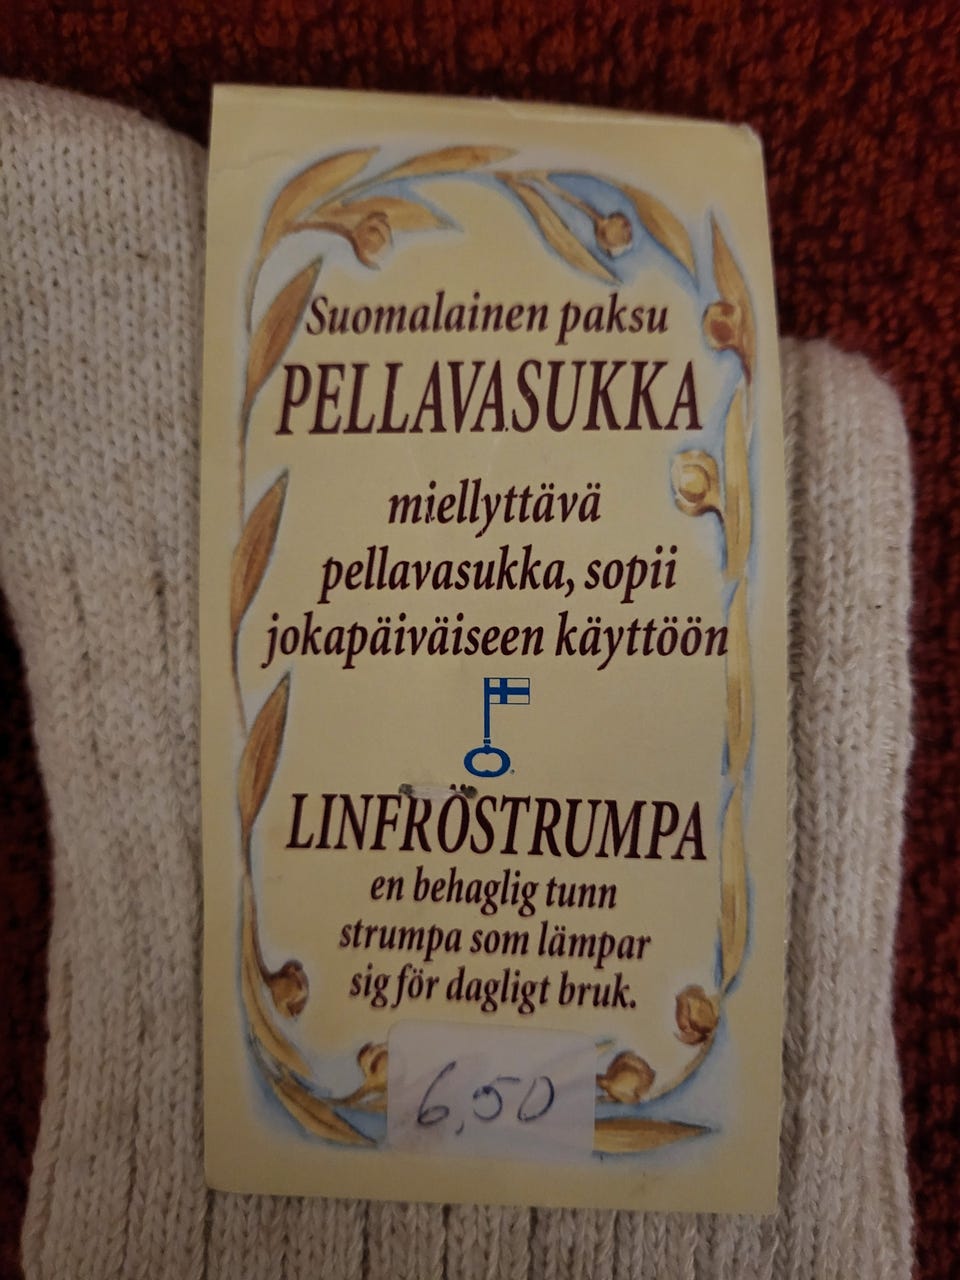 Suomalainen paksu
PELLAVASUKKA
miellyttävä
pellavasukka, sopii
jokapäiväiseen käyttöön
LINFRÖSTRUMPA
en behaglig tunn
strumpa som lämpar
sig för dagligt bruk.
6,50